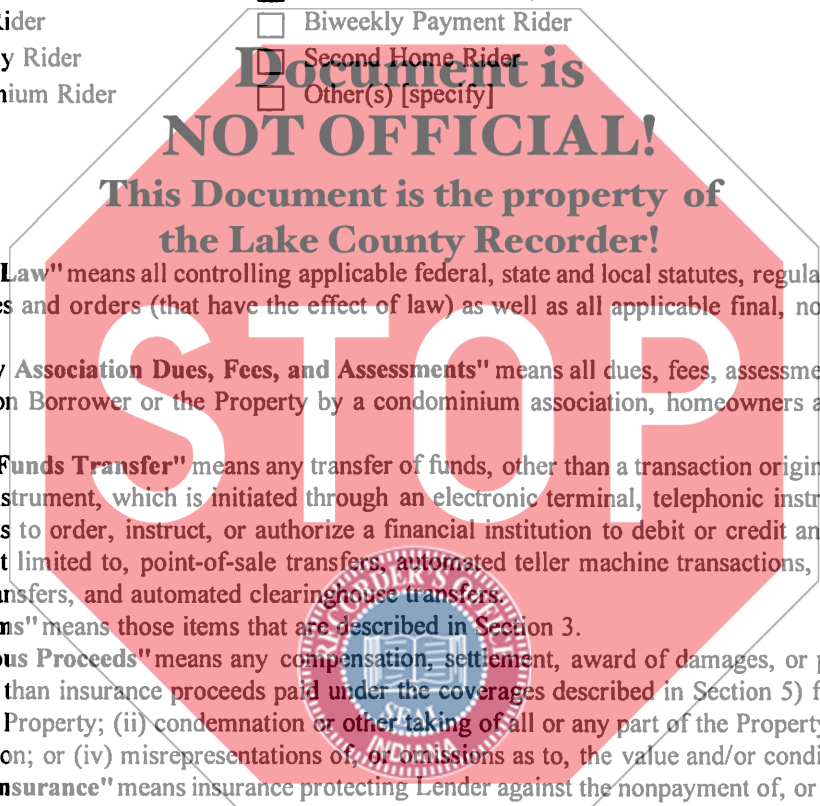 Rider Biweekly Payment Rider
y Rider Second Home Rider
nium Rider Other(s) [specify]
Document is
NOT OFFICIAL!
This Document is the property of
the Lake County Recorder!
Law" means all controlling applicable federal, state and local statutes, regula
s and orders (that have the effect of law) as well as all applicable final, no
STOP
y Association Dues, Fees, and Assessments" means all dues, fees, assessme
on Borrower or the Property by a condominium association, homeowners a
Funds Transfer" means any transfer of funds, other than a transaction origin
strument, which is initiated through an electronic terminal, telephonic instr
s to order, instruct, or authorize a financial institution to debit or credit an
t limited to, point-of-sale transfers, automated teller machine transactions,
ansfers, and automated clearinghouse transfers.
ms" means those items that are described in Section 3.
ous Proceeds" means any compensation, settlement, award of damages, or p
than insurance proceeds paid under the coverages described in Section 5) f
Property; (ii) condemnation or other taking of all or any part of the Property
on; or (iv) misrepresentations of, or omissions as to, the value and/or condi
nsurance" means insurance protecting Lender against the nonpayment of, or
RECORDER'S OFFICE
SEAL
INDIANA